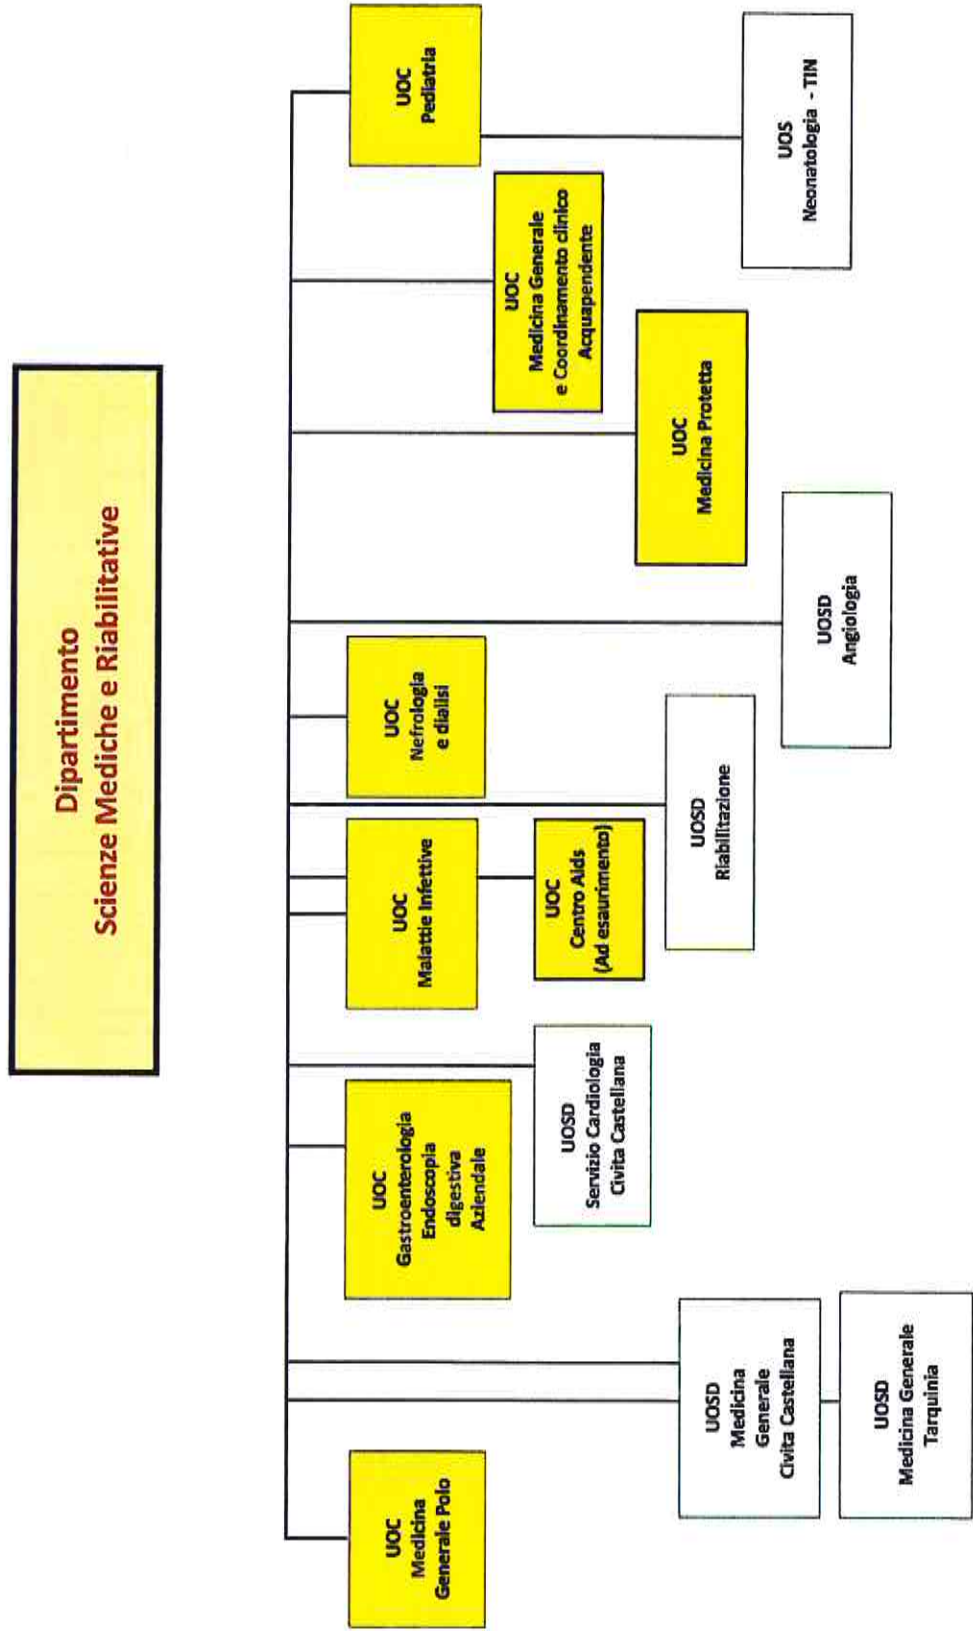 Dipartimento
Scienze Mediche e Riabilitative
UOC
Medicina
Generale Polo
UOSD
Medicina
Generale
Civita Castellana
UOSD
Medicina Generale
Tarquinia
UOC
Gastroenterologia
Endoscopia
digestiva
Aziendale
UOSD
Servizio Cardiologia
Civita Castellana
UOC
Malattie Infettive
UOC
Centro Aids
(Ad esaurimento)
UOC
Nefrologia
e dialisi
UOSD
Riabilitazione
UOSD
Angiologia
UOC
Medicina Protetta
UOC
Medicina Generale
e Coordinamento clinico
Acquapendente
UOC
Pediatria
UOS
Neonatologia - TIN